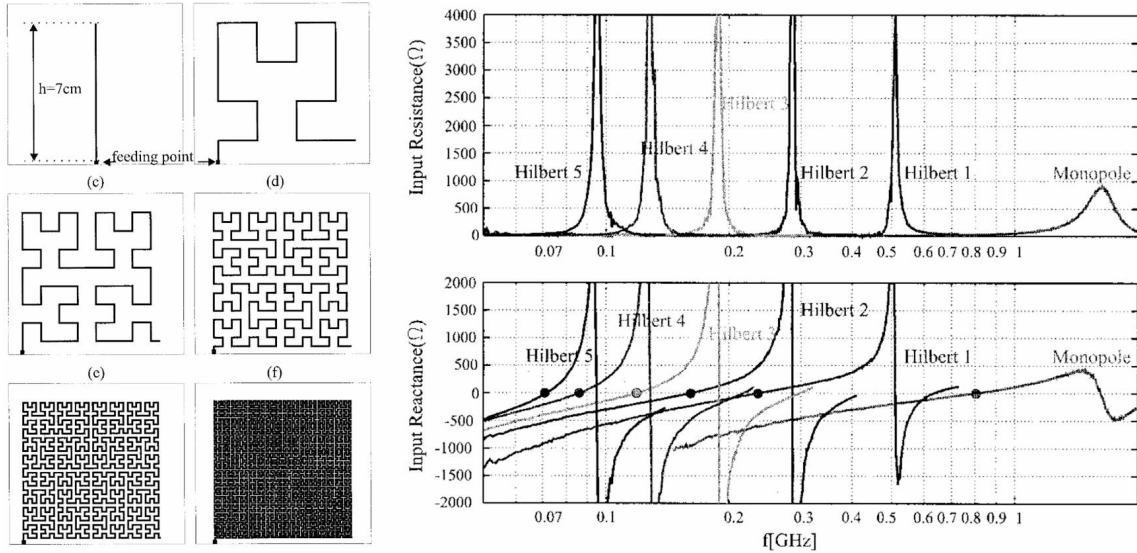 h=7cm
feeding point
(c)
(d)
(e)
(f)
Input Resistance(Ω)
4000
3500
3000
2500
2000
1500
1000
500
0
Hilbert 5
Hilbert 4
Hilbert 3
Hilbert 2
Hilbert 1
Monopole
0.07
0.1
0.2
0.3
0.4
0.5
0.6
0.7
0.8
0.9
1
Input Reactance(Ω)
2000
1500
1000
500
0
-500
-1000
-1500
-2000
Hilbert 5
Hilbert 4
Hilbert 3
Hilbert 2
Hilbert 1
Monopole
0.07
0.1
0.2
0.3
0.4
0.5
0.6
0.7
0.8
0.9
1
f[GHz]